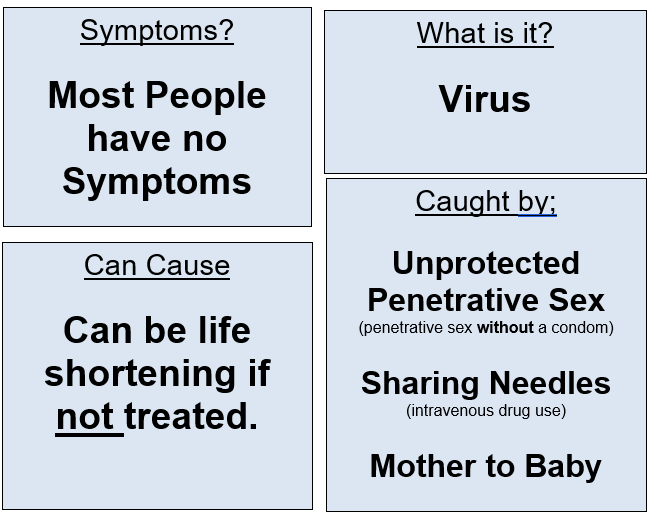 Symptoms?
Most People
have no
Symptoms
What is it?
Virus
Can Cause
Can be life
shortening if
not treated.
Caught by;
Unprotected
Penetrative Sex
(penetrative sex without a condom)
Sharing Needles
(intravenous drug use)
Mother to Baby